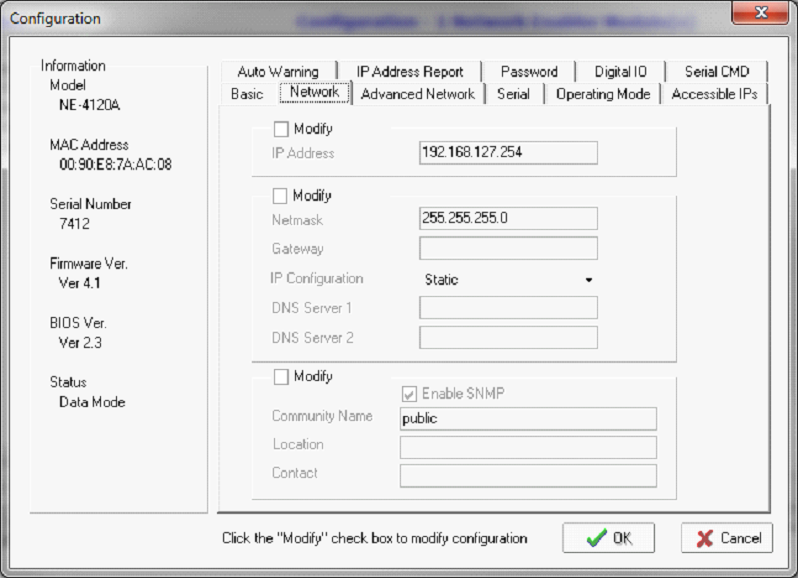 Configuration
Configuration - 1 Network Enabler Module(s)
Information
Model
NE-4120A
MAC Address
00:90:E8:7A:AC:08
Serial Number
7412
Firmware Ver.
Ver 4.1
BIOS Ver.
Ver 2.3
Status
Data Mode
Auto Warning IP Address Report Password Digital IO Serial CMD
Basic Network Advanced Network Serial Operating Mode Accessible IPs
Modify
IP Address 192.168.127.254
Modify
Netmask 255.255.255.0
Gateway
IP Configuration Static
DNS Server 1
DNS Server 2
Modify
Enable SNMP
Community Name public
Location
Contact
Click the "Modify" check box to modify configuration OK Cancel